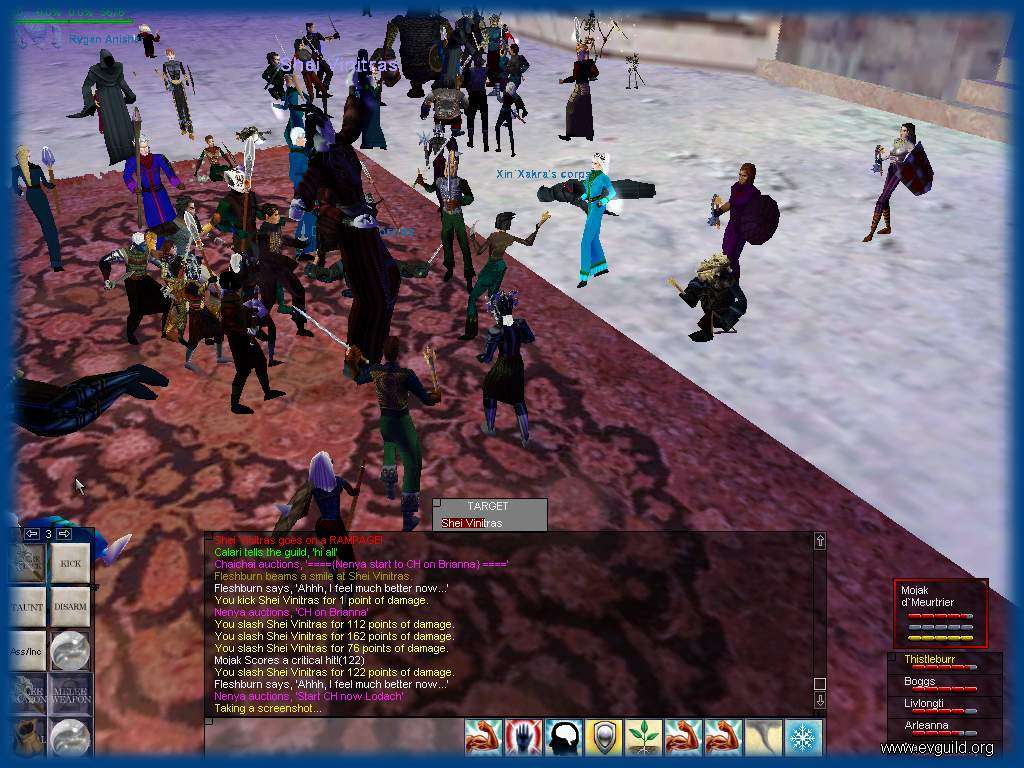 Rygan Anisha
Shei Vinitras
Xin`Xakra's corpse
TARGET
Shei Vinitras
Shei Vinitras goes on a RAMPAGE!
Calari tells the guild, 'hi all'
Chaichai auctions, '===={Nenya start to CH on Brianna} ===='
Fleshburn beams a smile at Shei Vinitras.
Fleshburn says, 'Ahhh, I feel much better now...'
You kick Shei Vinitras for 1 point of damage.
Nenya auctions, 'CH on Brianna'
You slash Shei Vinitras for 112 points of damage.
You slash Shei Vinitras for 162 points of damage.
You slash Shei Vinitras for 76 points of damage.
Mojak Scores a critical hit!(122)
You slash Shei Vinitras for 122 points of damage.
Fleshburn says, 'Ahhh, I feel much better now...'
Nenya auctions, 'Start CH now Lodach'
Taking a screenshot...
3
KICK
TAUNT
DISARM
Ass/Inc
MELEE
WEAPON
Mojak
d`Meurtrier
Thistleburr
Boggs
Livlongti
Arleanna
www.evguild.org